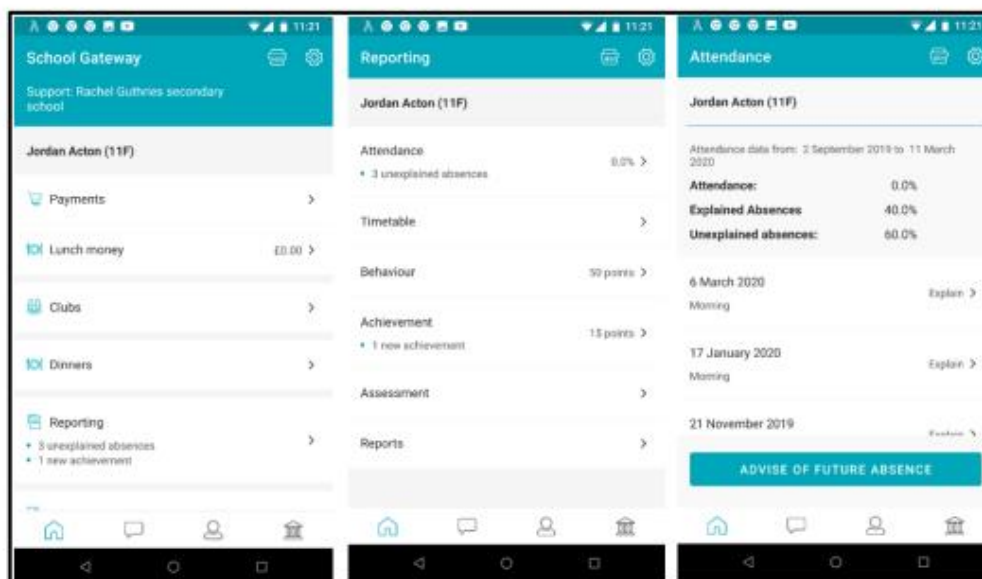 11:21
School Gateway
Support: Rachel Guthries secondary
school
Jordan Acton (11F)
Payments
Lunch money £0.00
Clubs
Dinners
Reporting
3 unexplained absences
1 new achievement
11:21
Reporting
Jordan Acton (11F)
Attendance 0.0%
3 unexplained absences
Timetable
Behaviour 50 points
Achievement 15 points
1 new achievement
Assessment
Reports
11:21
Attendance
Jordan Acton (11F)
Attendance data from: 2 September 2019 to 11 March
2020
Attendance: 0.0%
Explained Absences 40.0%
Unexplained absences: 60.0%
6 March 2020
Morning Explain
17 January 2020
Morning Explain
21 November 2019
ADVISE OF FUTURE ABSENCE